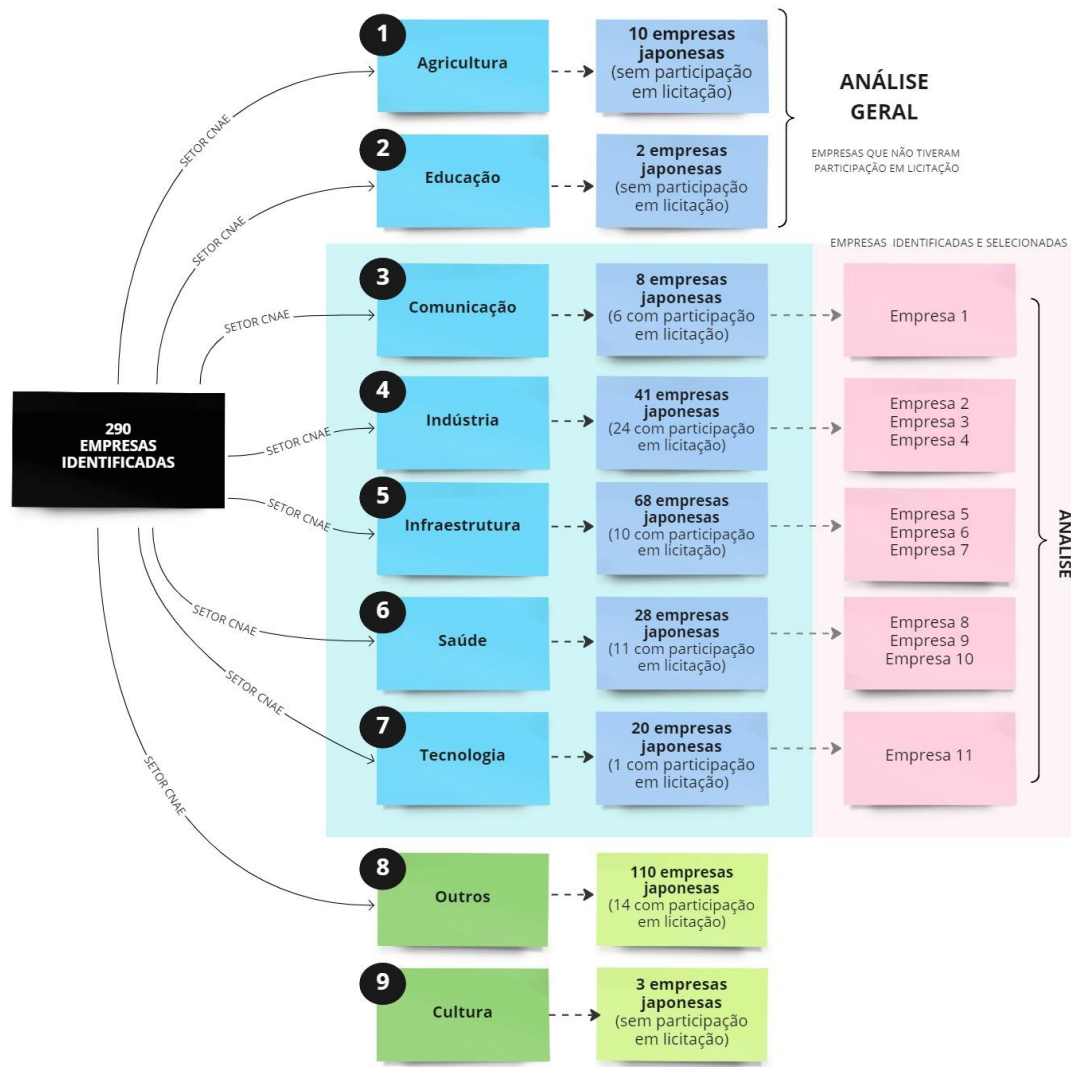 1
Agricultura
10 empresas
japonesas
(sem participação
em licitação)
ANÁLISE
GERAL
EMPRESAS QUE NÃO TIVERAM
PARTICIPAÇÃO EM LICITAÇÃO
SETOR CNAE
2
Educação
2 empresas
japonesas
(sem participação
em licitação)
SETOR CNAE
EMPRESAS IDENTIFICADAS E SELECIONADAS
3
Comunicação
8 empresas
japonesas
(6 com participação
em licitação)
Empresa 1
SETOR CNAE
290
EMPRESAS
IDENTIFICADAS
4
Indústria
41 empresas
japonesas
(24 com participação
em licitação)
Empresa 2
Empresa 3
Empresa 4
SETOR CNAE
5
Infraestrutura
68 empresas
japonesas
(10 com participação
em licitação)
Empresa 5
Empresa 6
Empresa 7
SETOR CNAE
ANÁLISE
6
Saúde
28 empresas
japonesas
(11 com participação
em licitação)
Empresa 8
Empresa 9
Empresa 10
SETOR CNAE
7
Tecnologia
20 empresas
japonesas
(1 com participação
em licitação)
Empresa 11
SETOR CNAE
SETOR CNAE
8
Outros
110 empresas
japonesas
(14 com participação
em licitação)
9
Cultura
3 empresas
japonesas
(sem participação
em licitação)